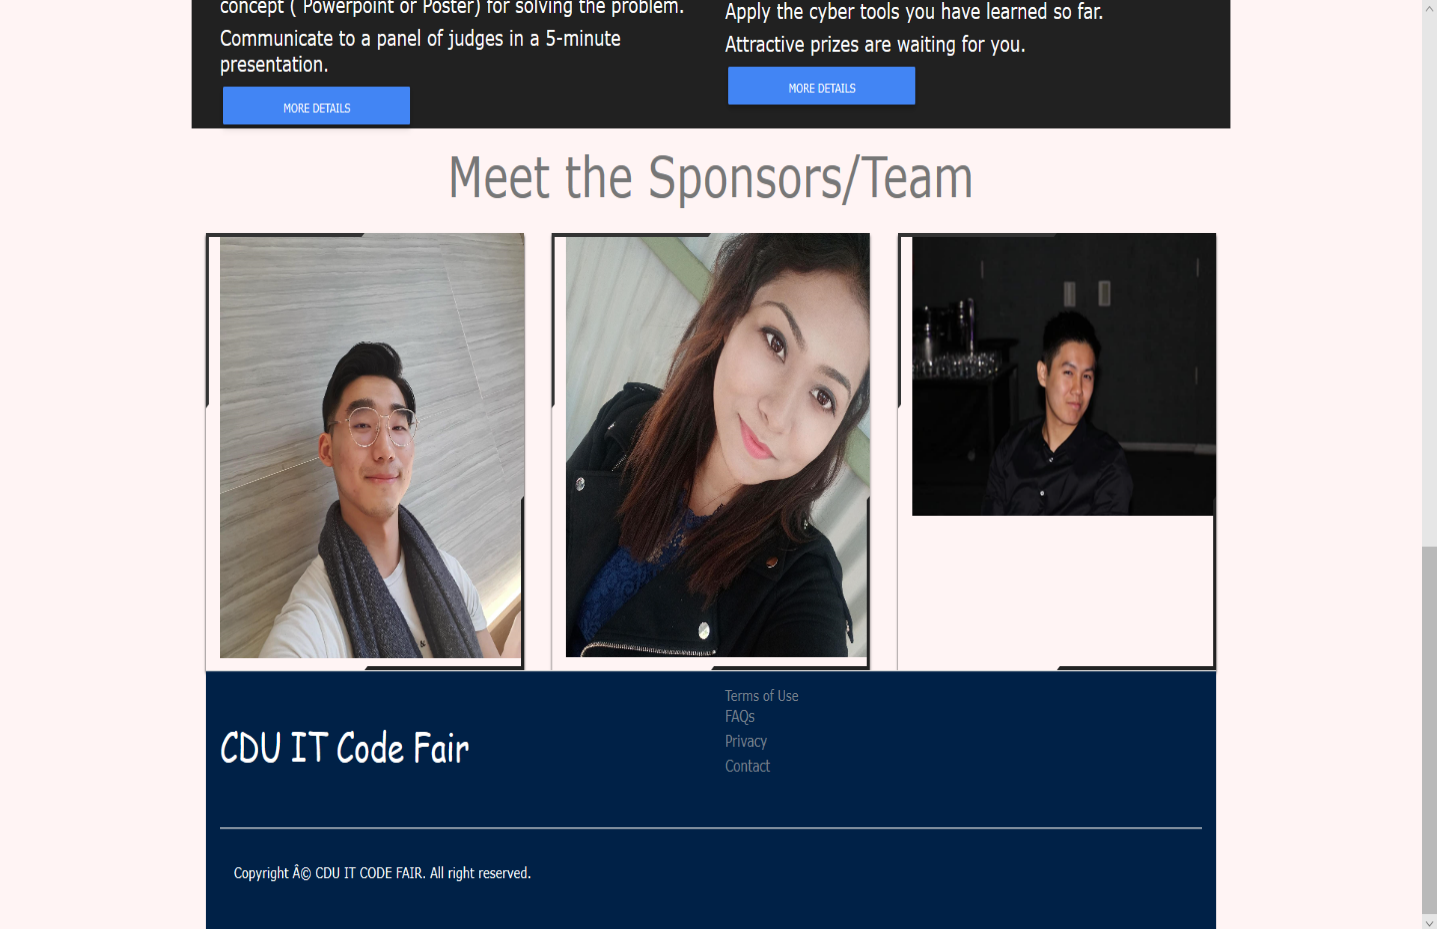 concept ( Powerpoint or Poster) for solving the problem.
Communicate to a panel of judges in a 5-minute
presentation.
MORE DETAILS
Apply the cyber tools you have learned so far.
Attractive prizes are waiting for you.
MORE DETAILS
Meet the Sponsors/Team
CDU IT Code Fair
Terms of Use
FAQs
Privacy
Contact
Copyright Â© CDU IT CODE FAIR. All right reserved.